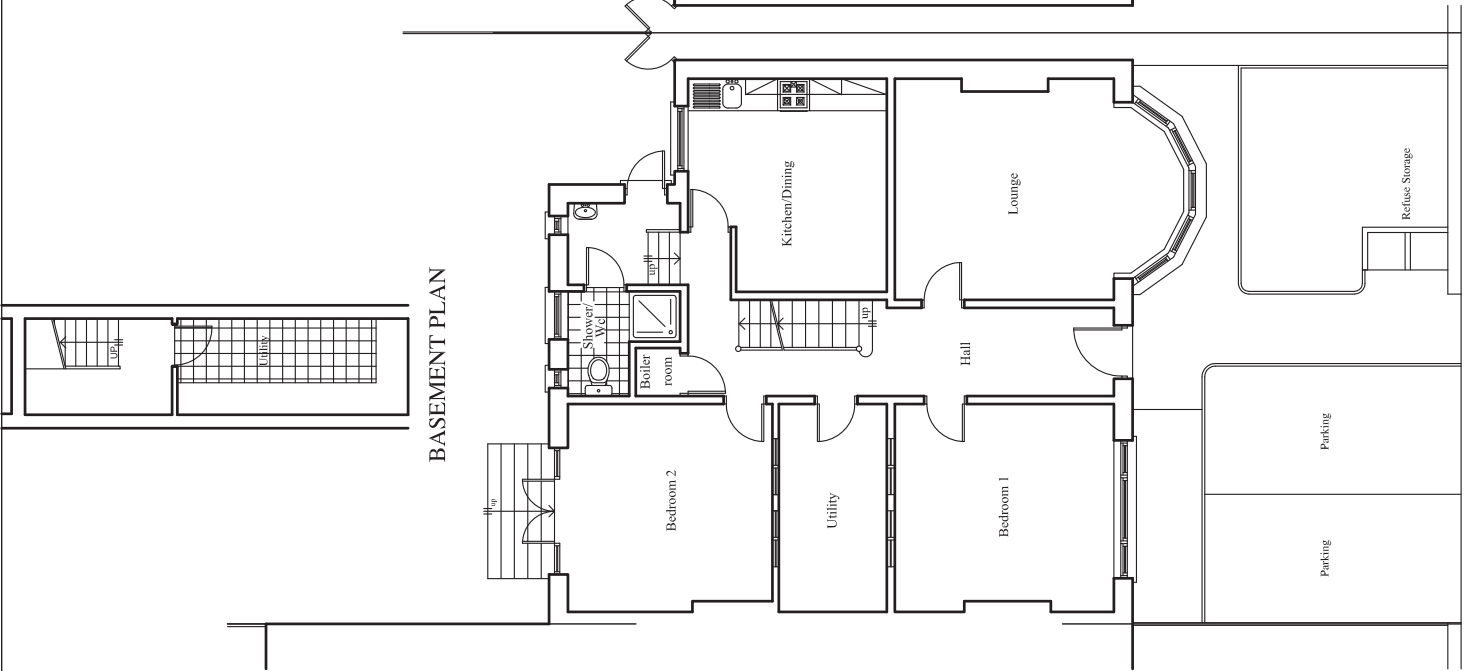 UP
Utility
BASEMENT PLAN
up
Shower/
Wc
Boiler
room
up
Kitchen/Dining
Lounge
up
Hall
Bedroom 2
Utility
Bedroom 1
Refuse Storage
Parking
Parking